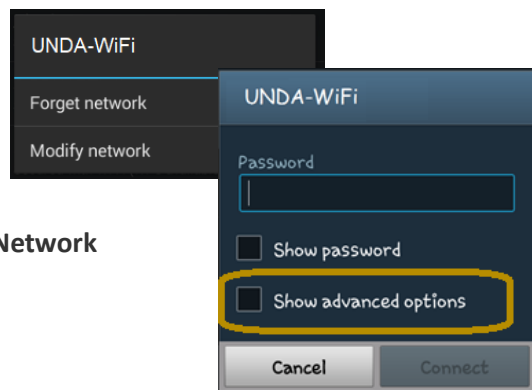 UNDA-WiFi
Forget network
Modify network
Network
UNDA-WiFi
Password
Show password
Show advanced options
Cancel
Connect